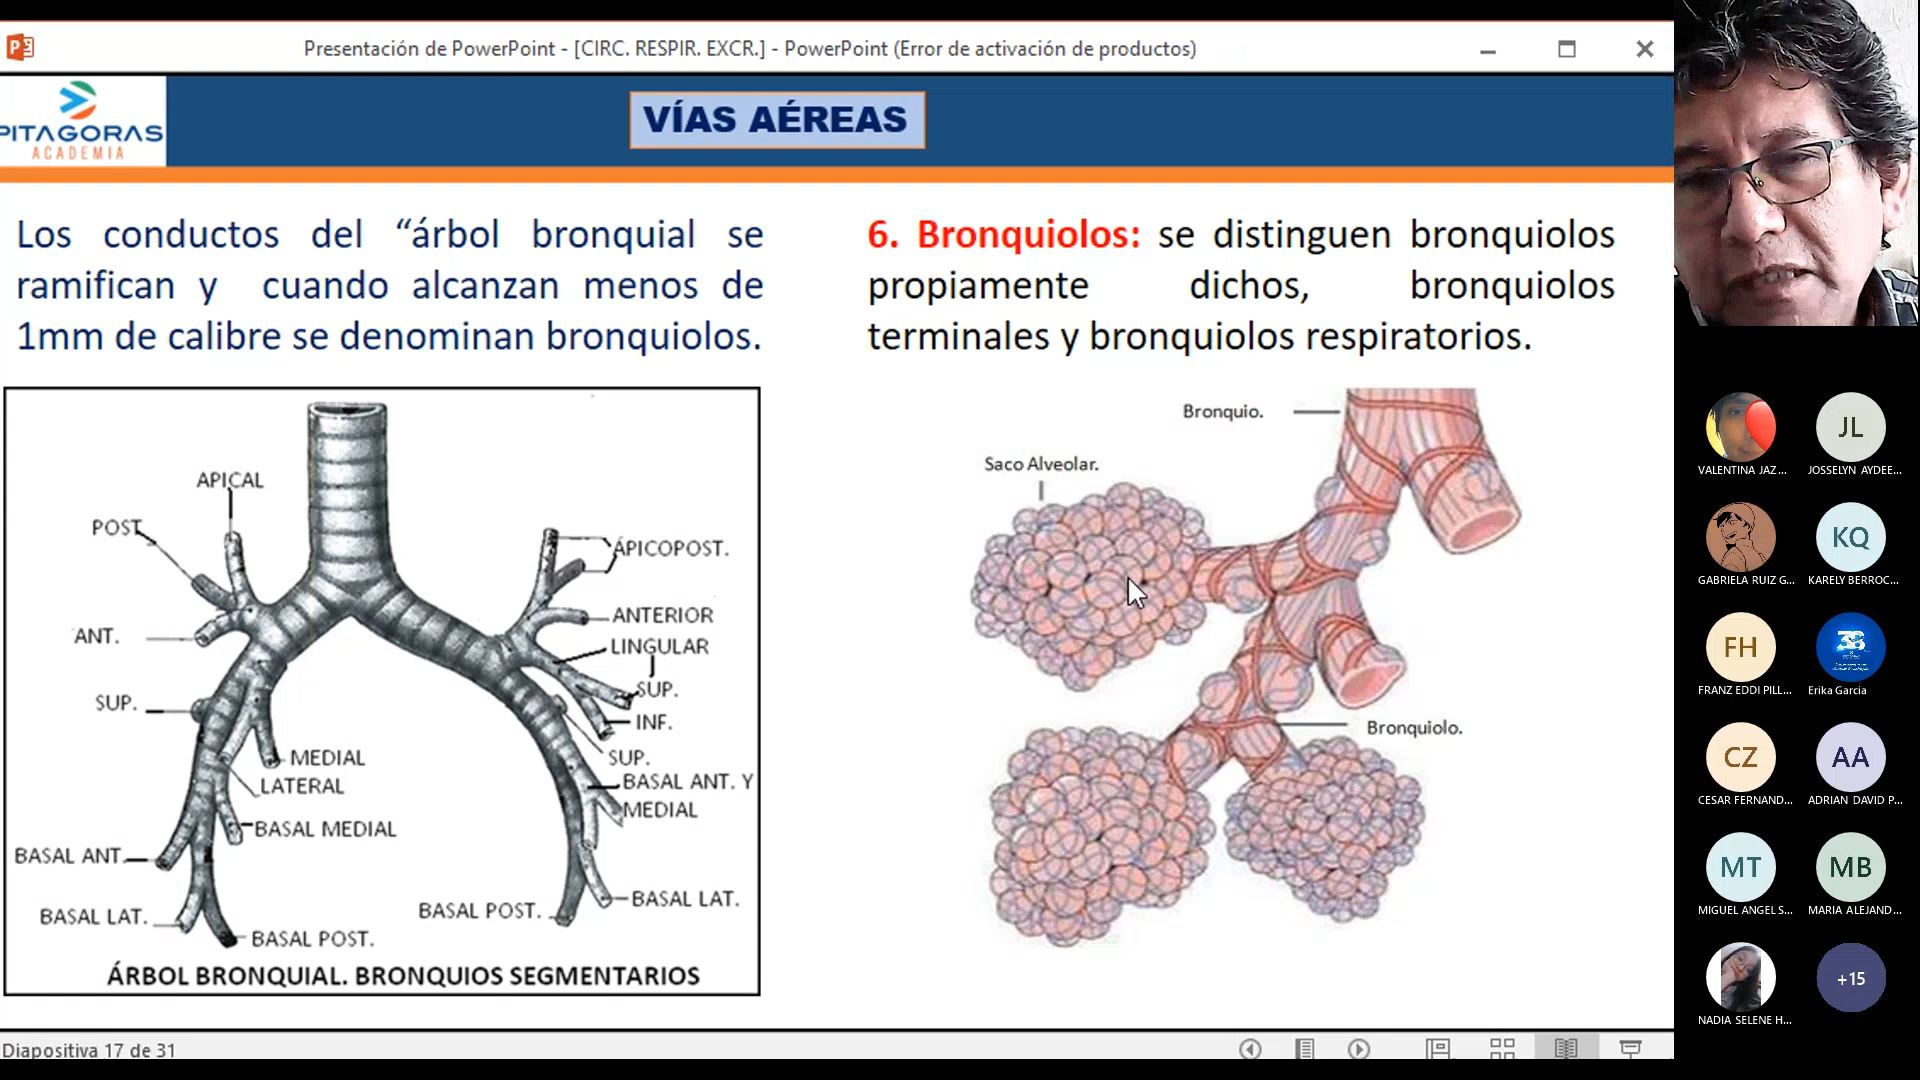 Presentación de PowerPoint - [CIRC. RESPIR. EXCR.] - PowerPoint (Error de activación de productos)
PITAGORAS
ACADEMIA
VÍAS AÉREAS
Los conductos del “árbol bronquial se
ramifican y cuando alcanzan menos de
1mm de calibre se denominan bronquiolos.
6. Bronquiolos: se distinguen bronquiolos
propiamente dichos, bronquiolos
terminales y bronquiolos respiratorios.
APICAL
POST.
ANT.
SUP.
MEDIAL
LATERAL
BASAL MEDIAL
BASAL ANT.
BASAL LAT.
BASAL POST.
ÁPICOPOST.
ANTERIOR
LINGULAR
SUP.
INF.
SUP.
BASAL ANT. Y
MEDIAL
BASAL LAT.
BASAL POST.
ÁRBOL BRONQUIAL. BRONQUIOS SEGMENTARIOS
Bronquio.
Saco Alveolar.
Bronquiolo.
Diapositiva 17 de 31
VALENTINA JAZ...
JL
JOSSELYN AYDEE...
GABRIELA RUIZ G...
KQ
KARELY BERROC...
FH
FRANZ EDDI PILL...
38
Erika Garcia
CZ
CESAR FERNAND...
AA
ADRIAN DAVID P...
MT
MIGUEL ANGEL S...
MB
MARIA ALEJAND...
NADIA SELENE H...
+15